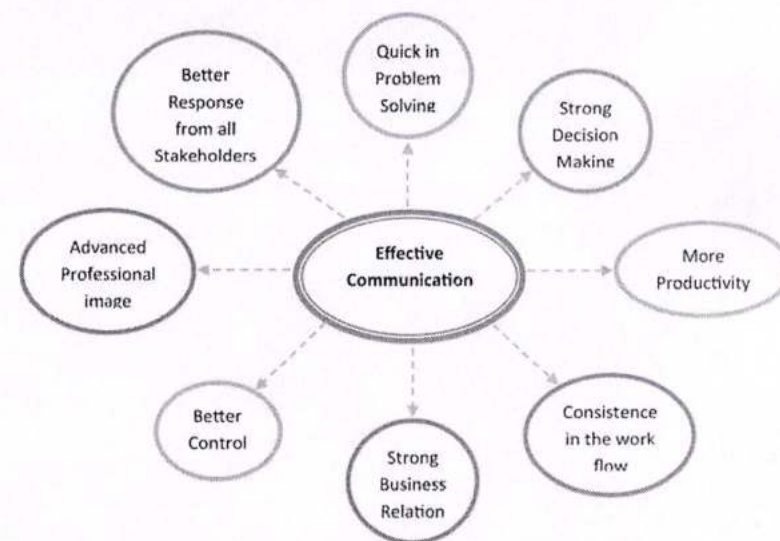 Quick in
Problem
Solving
Better
Response
from all
Stakeholders
Strong
Decision
Making
Advanced
Professional
image
Effective
Communication
More
Productivity
Better
Control
Strong
Business
Relation
Consistence
in the work
flow